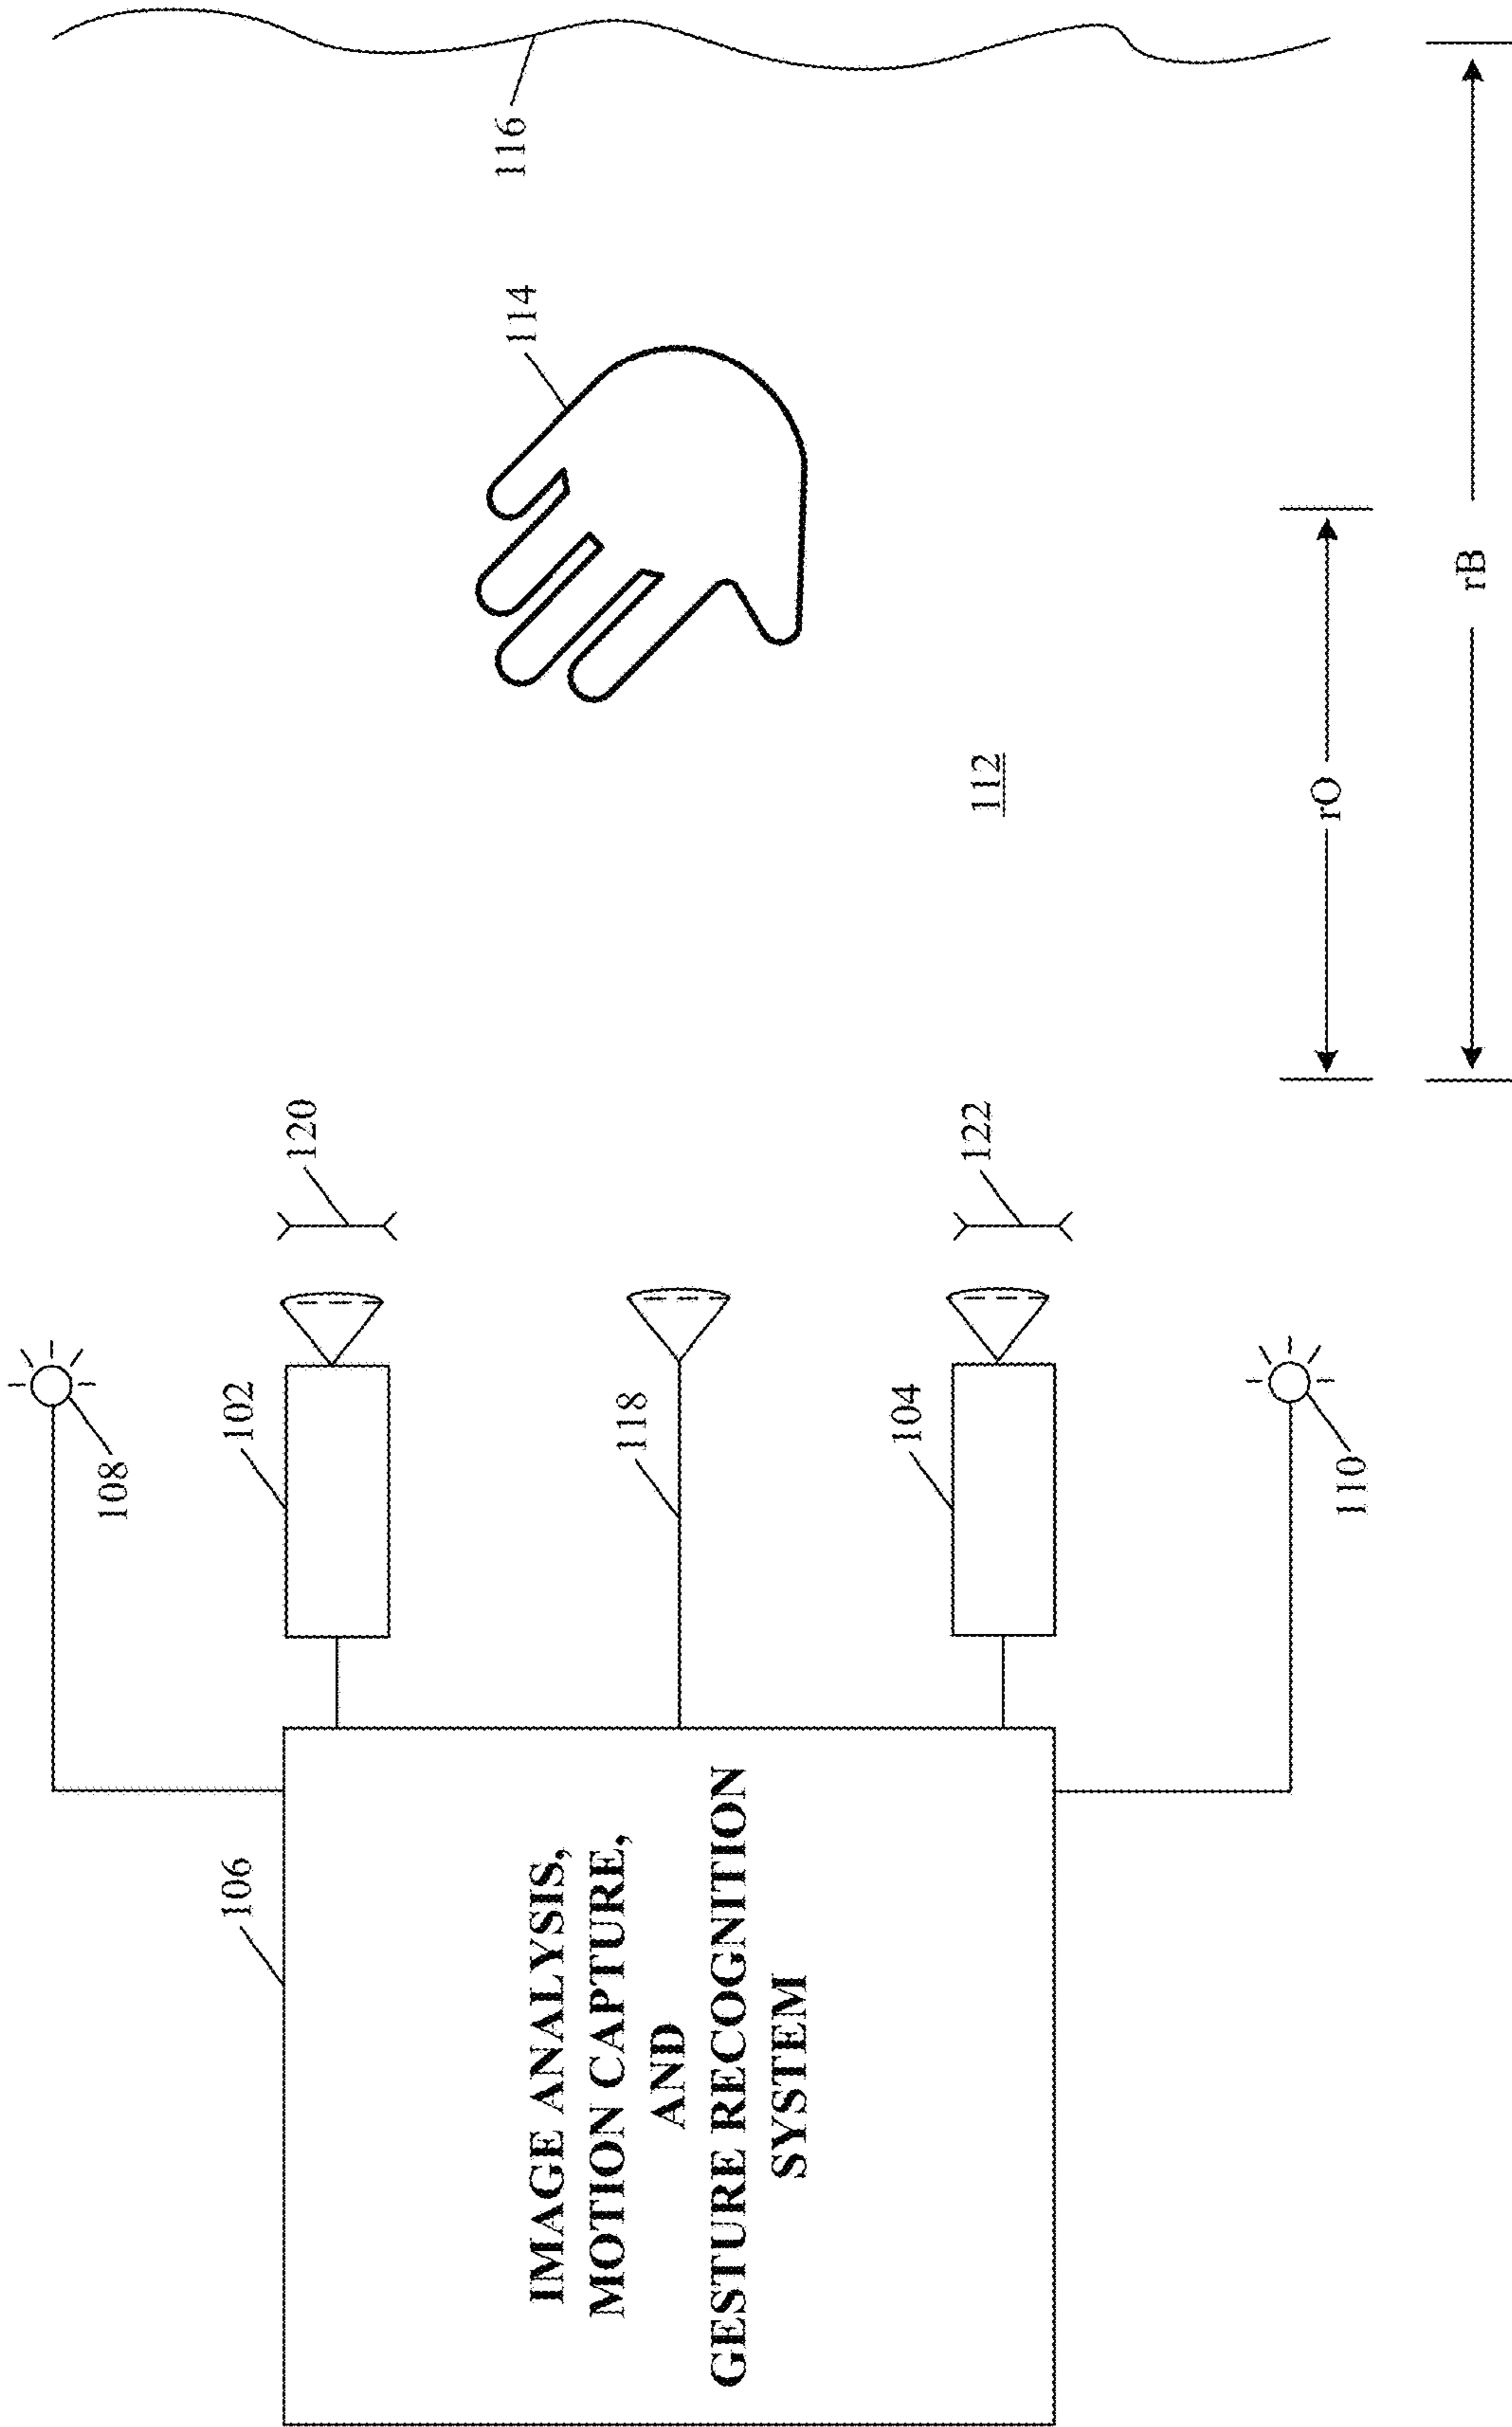 106
IMAGE ANALYSIS,
MOTION CAPTURE,
AND
GESTURE RECOGNITION
SYSTEM
108
102
118
104
110
120
122
112
114
116
rO
rB